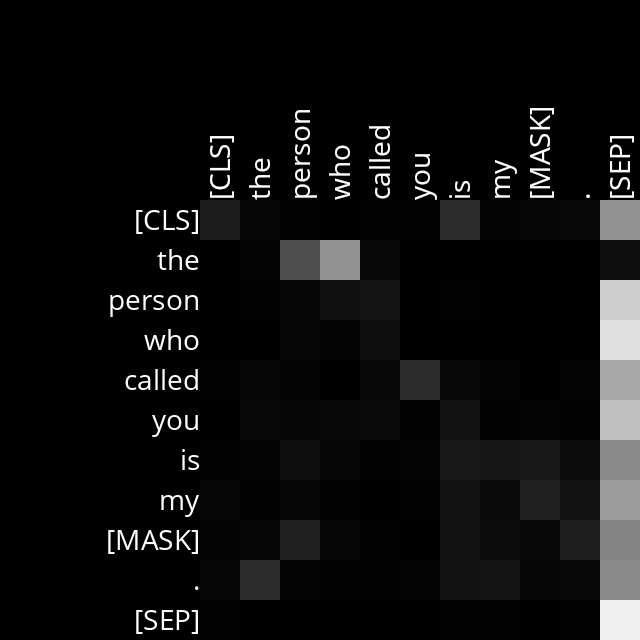 [CLS] the person who called you is my [MASK] . [SEP]
[CLS]
the
person
who
called
you
is
my
[MASK]
.
[SEP]